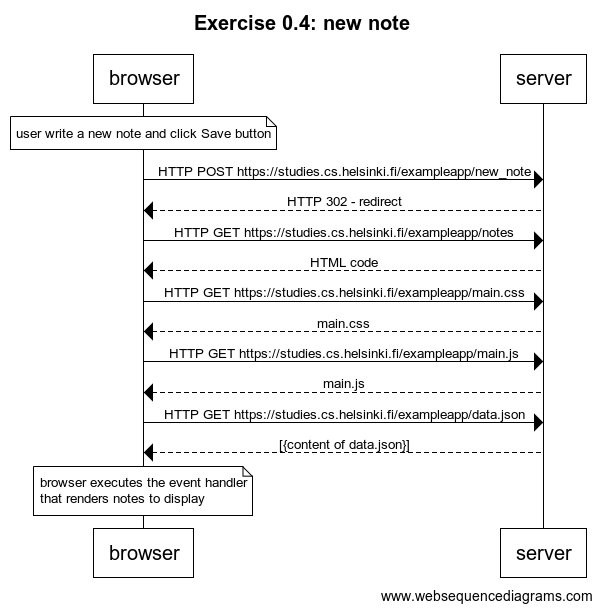 Exercise 0.4: new note
browser
server
user write a new note and click Save button
HTTP POST https://studies.cs.helsinki.fi/exampleapp/new_note
HTTP 302 - redirect
HTTP GET https://studies.cs.helsinki.fi/exampleapp/notes
HTML code
HTTP GET https://studies.cs.helsinki.fi/exampleapp/main.css
main.css
HTTP GET https://studies.cs.helsinki.fi/exampleapp/main.js
main.js
HTTP GET https://studies.cs.helsinki.fi/exampleapp/data.json
[{content of data.json}]
browser executes the event handler
that renders notes to display
browser
server
www.websequencediagrams.com